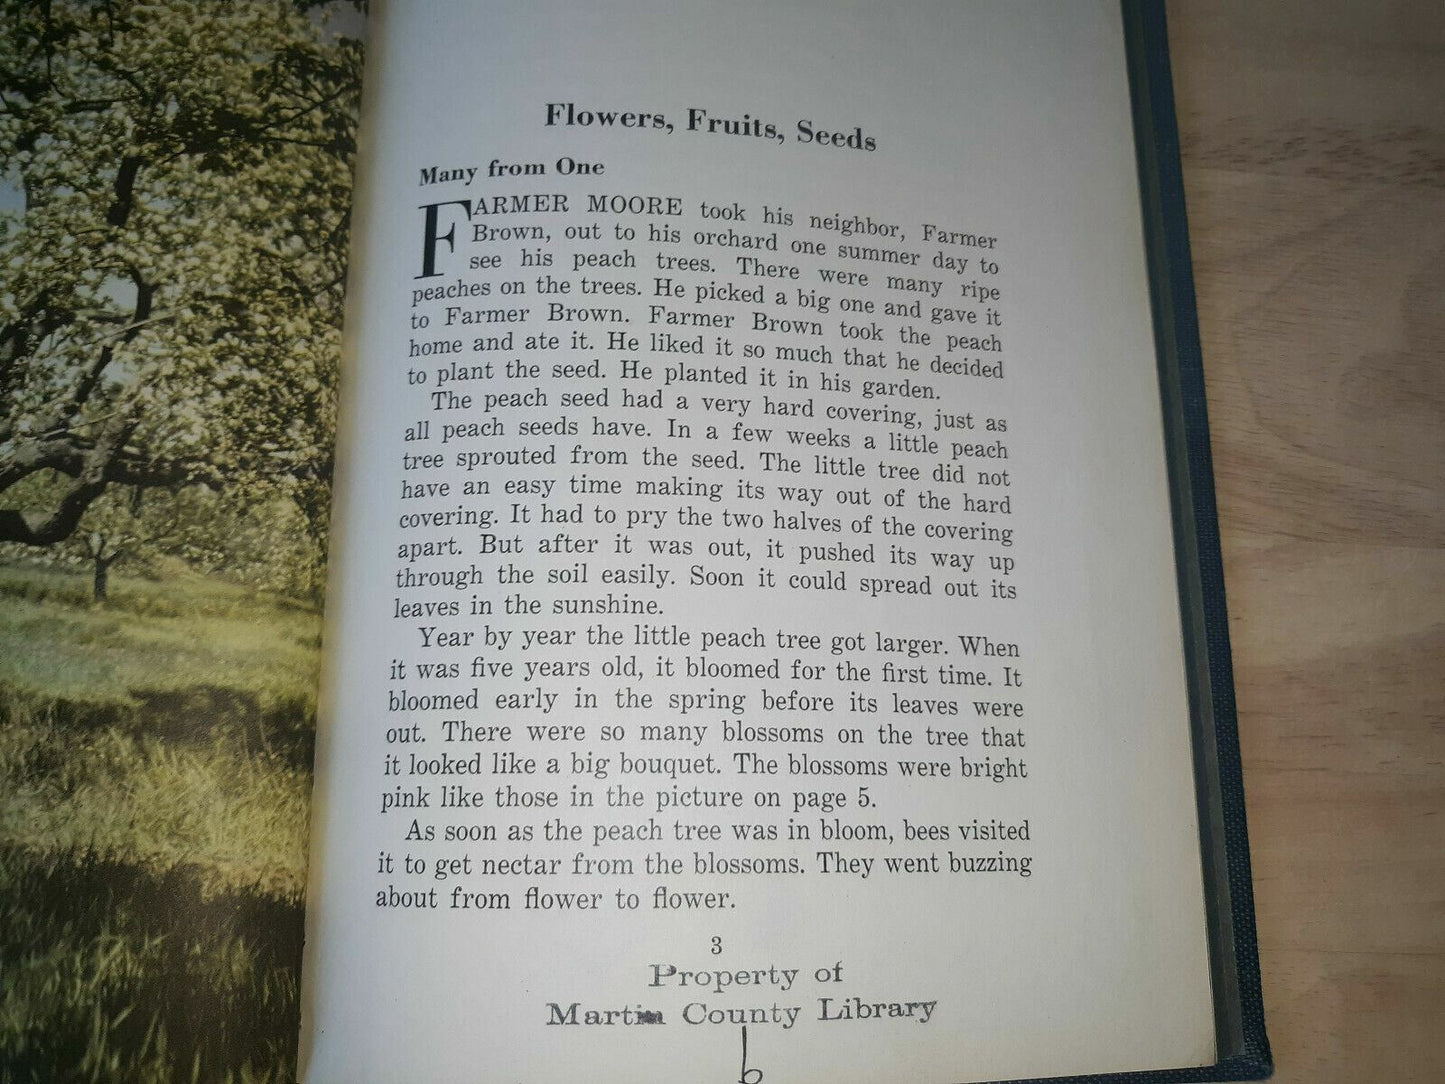 Flowers, Fruits, Seeds
Many from One
FARMER MOORE took his neighbor, Farmer
Brown, out to his orchard one summer day to
see his peach trees. There were many ripe
peaches on the trees. He picked a big one and gave it
to Farmer Brown. Farmer Brown took the peach
home and ate it. He liked it so much that he decided
to plant the seed. He planted it in his garden.
The peach seed had a very hard covering, just as
all peach seeds have. In a few weeks a little peach
tree sprouted from the seed. The little tree did not
have an easy time making its way out of the hard
covering. It had to pry the two halves of the covering
apart. But after it was out, it pushed its way up
through the soil easily. Soon it could spread out its
leaves in the sunshine.
Year by year the little peach tree got larger. When
it was five years old, it bloomed for the first time. It
bloomed early in the spring before its leaves were
out. There were so many blossoms on the tree that
it looked like a big bouquet. The blossoms were bright
pink like those in the picture on page 5.
As soon as the peach tree was in bloom, bees visited
it to get nectar from the blossoms. They went buzzing
about from flower to flower.
3
Property of
Martin County Library
b